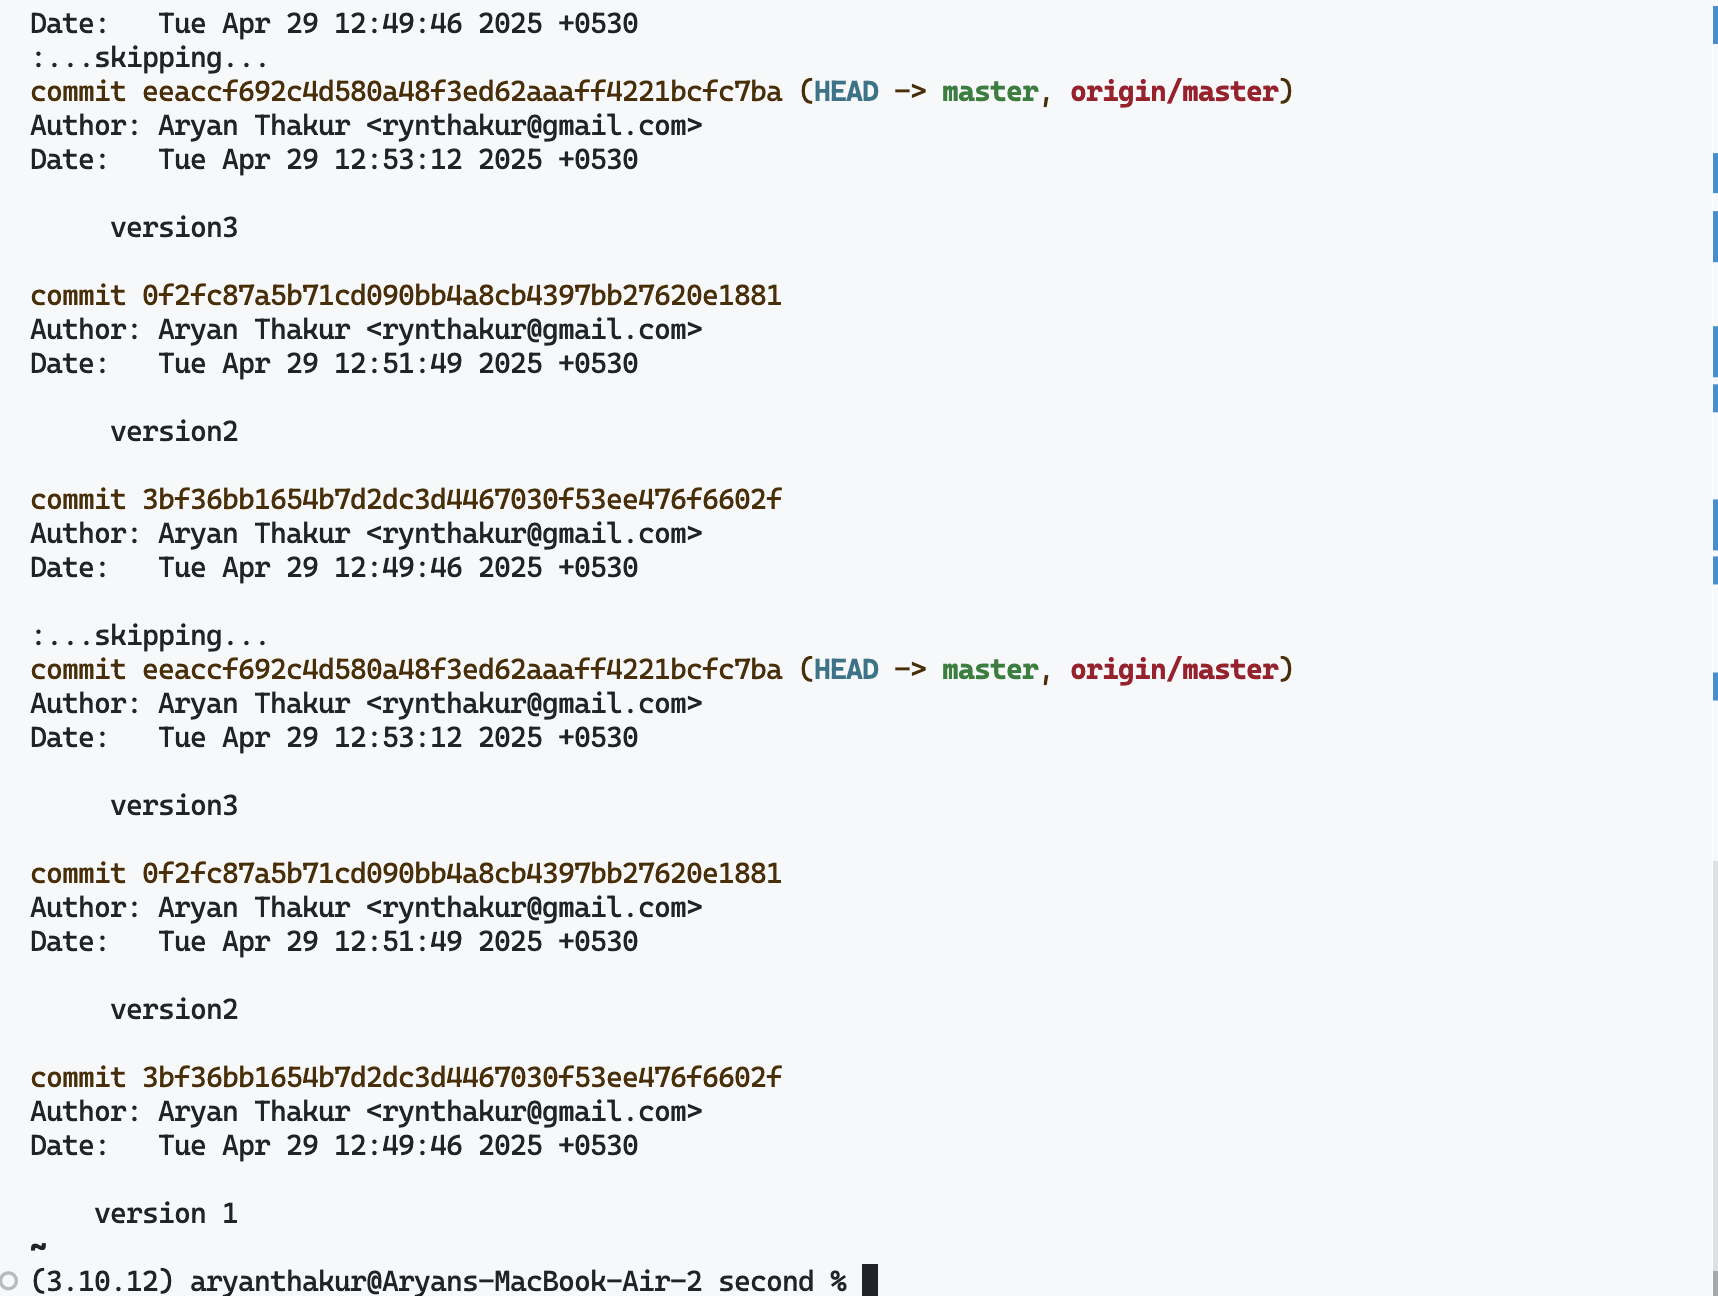 Date:   Tue Apr 29 12:49:46 2025 +0530
:...skipping...
commit eeaccf692c4d580a48f3ed62aaaff4221bcfc7ba (HEAD -> master, origin/master)
Author: Aryan Thakur <rynthakur@gmail.com>
Date:   Tue Apr 29 12:53:12 2025 +0530

     version3

commit 0f2fc87a5b71cd090bb4a8cb4397bb27620e1881
Author: Aryan Thakur <rynthakur@gmail.com>
Date:   Tue Apr 29 12:51:49 2025 +0530

     version2

commit 3bf36bb1654b7d2dc3d4467030f53ee476f6602f
Author: Aryan Thakur <rynthakur@gmail.com>
Date:   Tue Apr 29 12:49:46 2025 +0530

:...skipping...
commit eeaccf692c4d580a48f3ed62aaaff4221bcfc7ba (HEAD -> master, origin/master)
Author: Aryan Thakur <rynthakur@gmail.com>
Date:   Tue Apr 29 12:53:12 2025 +0530

     version3

commit 0f2fc87a5b71cd090bb4a8cb4397bb27620e1881
Author: Aryan Thakur <rynthakur@gmail.com>
Date:   Tue Apr 29 12:51:49 2025 +0530

     version2

commit 3bf36bb1654b7d2dc3d4467030f53ee476f6602f
Author: Aryan Thakur <rynthakur@gmail.com>
Date:   Tue Apr 29 12:49:46 2025 +0530

    version 1
~
(3.10.12) aryanthakur@Aryans-MacBook-Air-2 second %